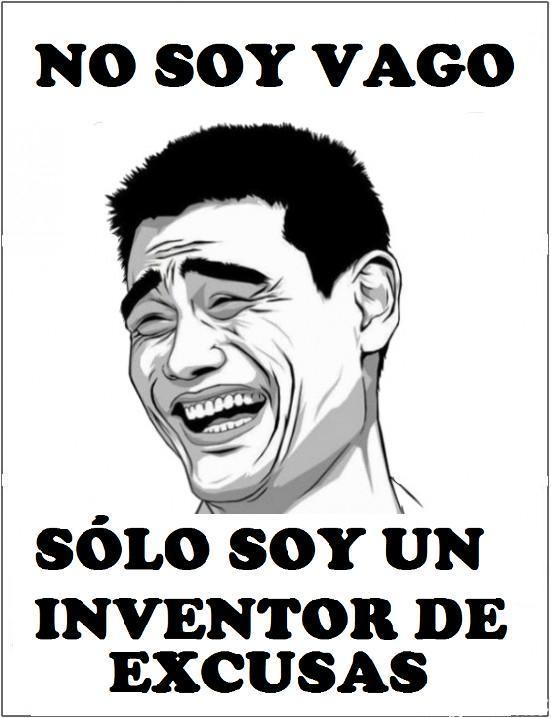 NO SOY VAGO
SÓLO SOY UN
INVENTOR DE
EXCUSAS